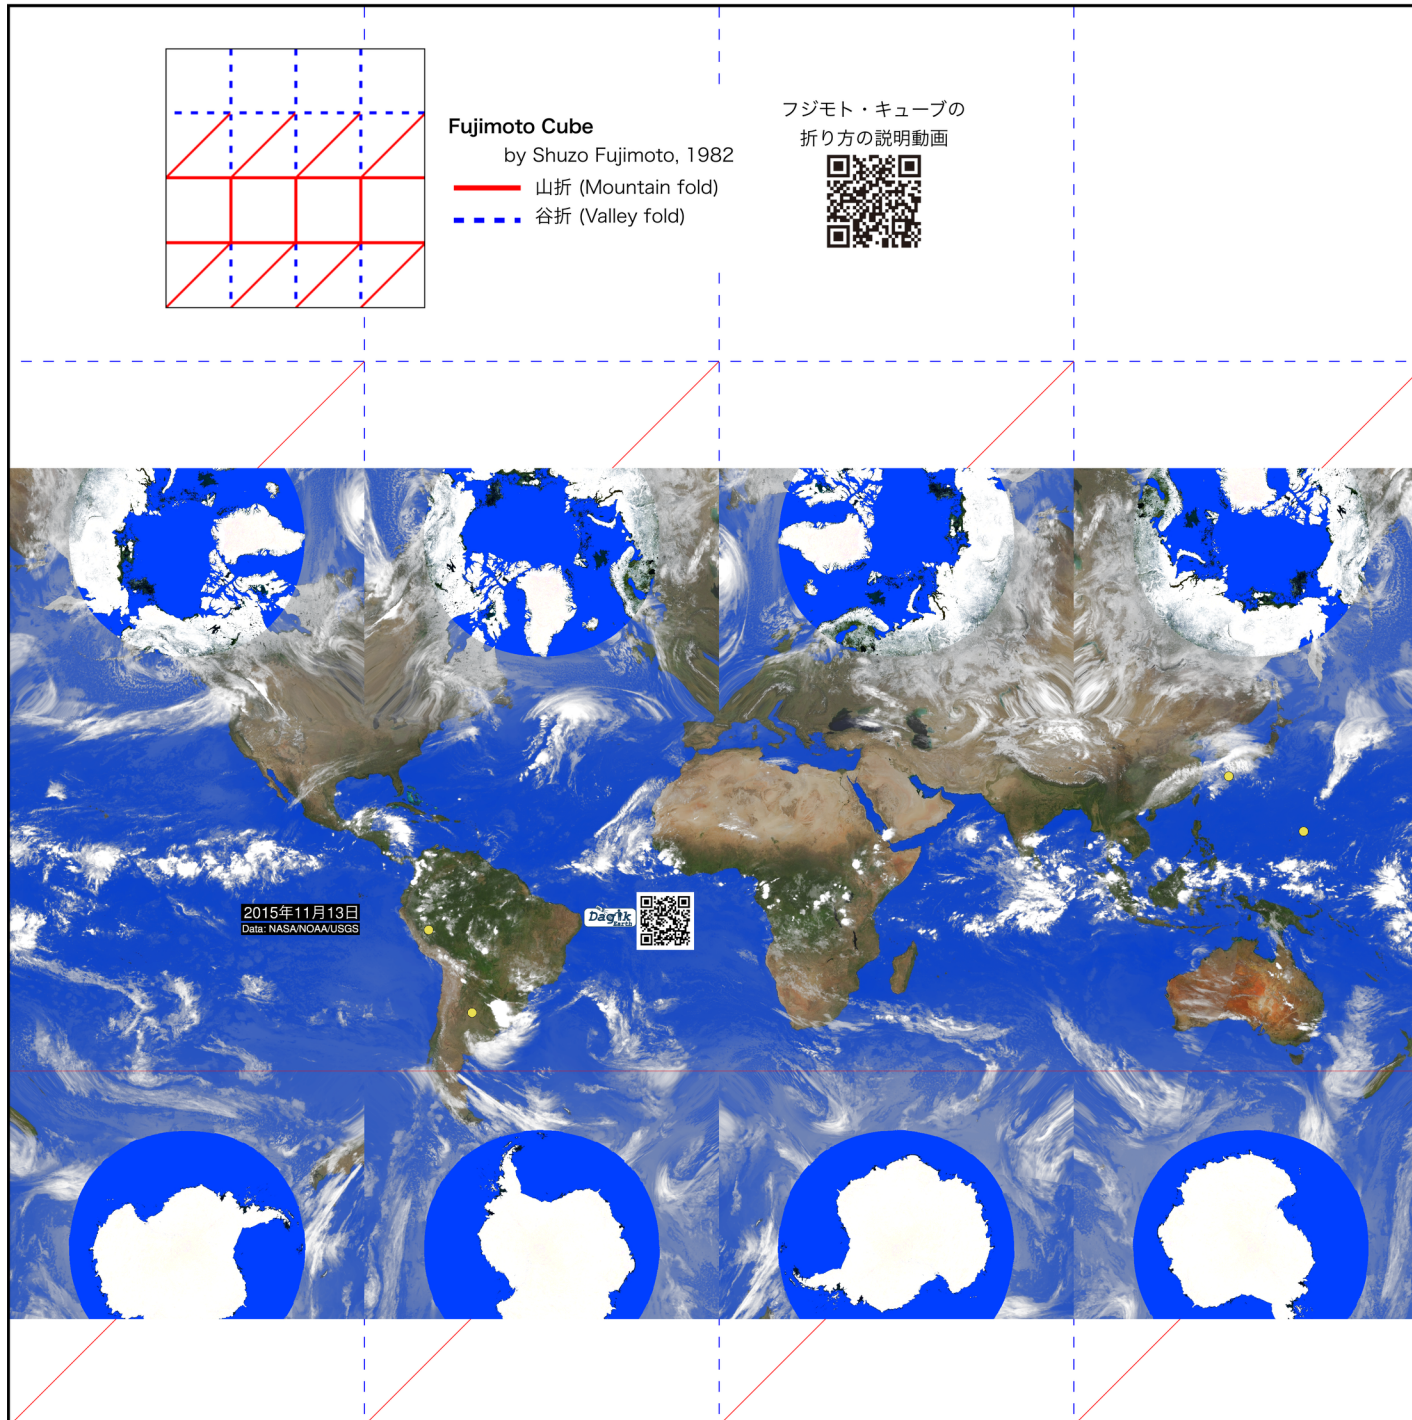 Fujimoto Cube
by Shuzo Fujimoto, 1982
山折 (Mountain fold)
谷折 (Valley fold)
フジモト・キューブの
折り方の説明動画
2015年11月13日
Data: NASA/NOAA/USGS
Dagik
Earth